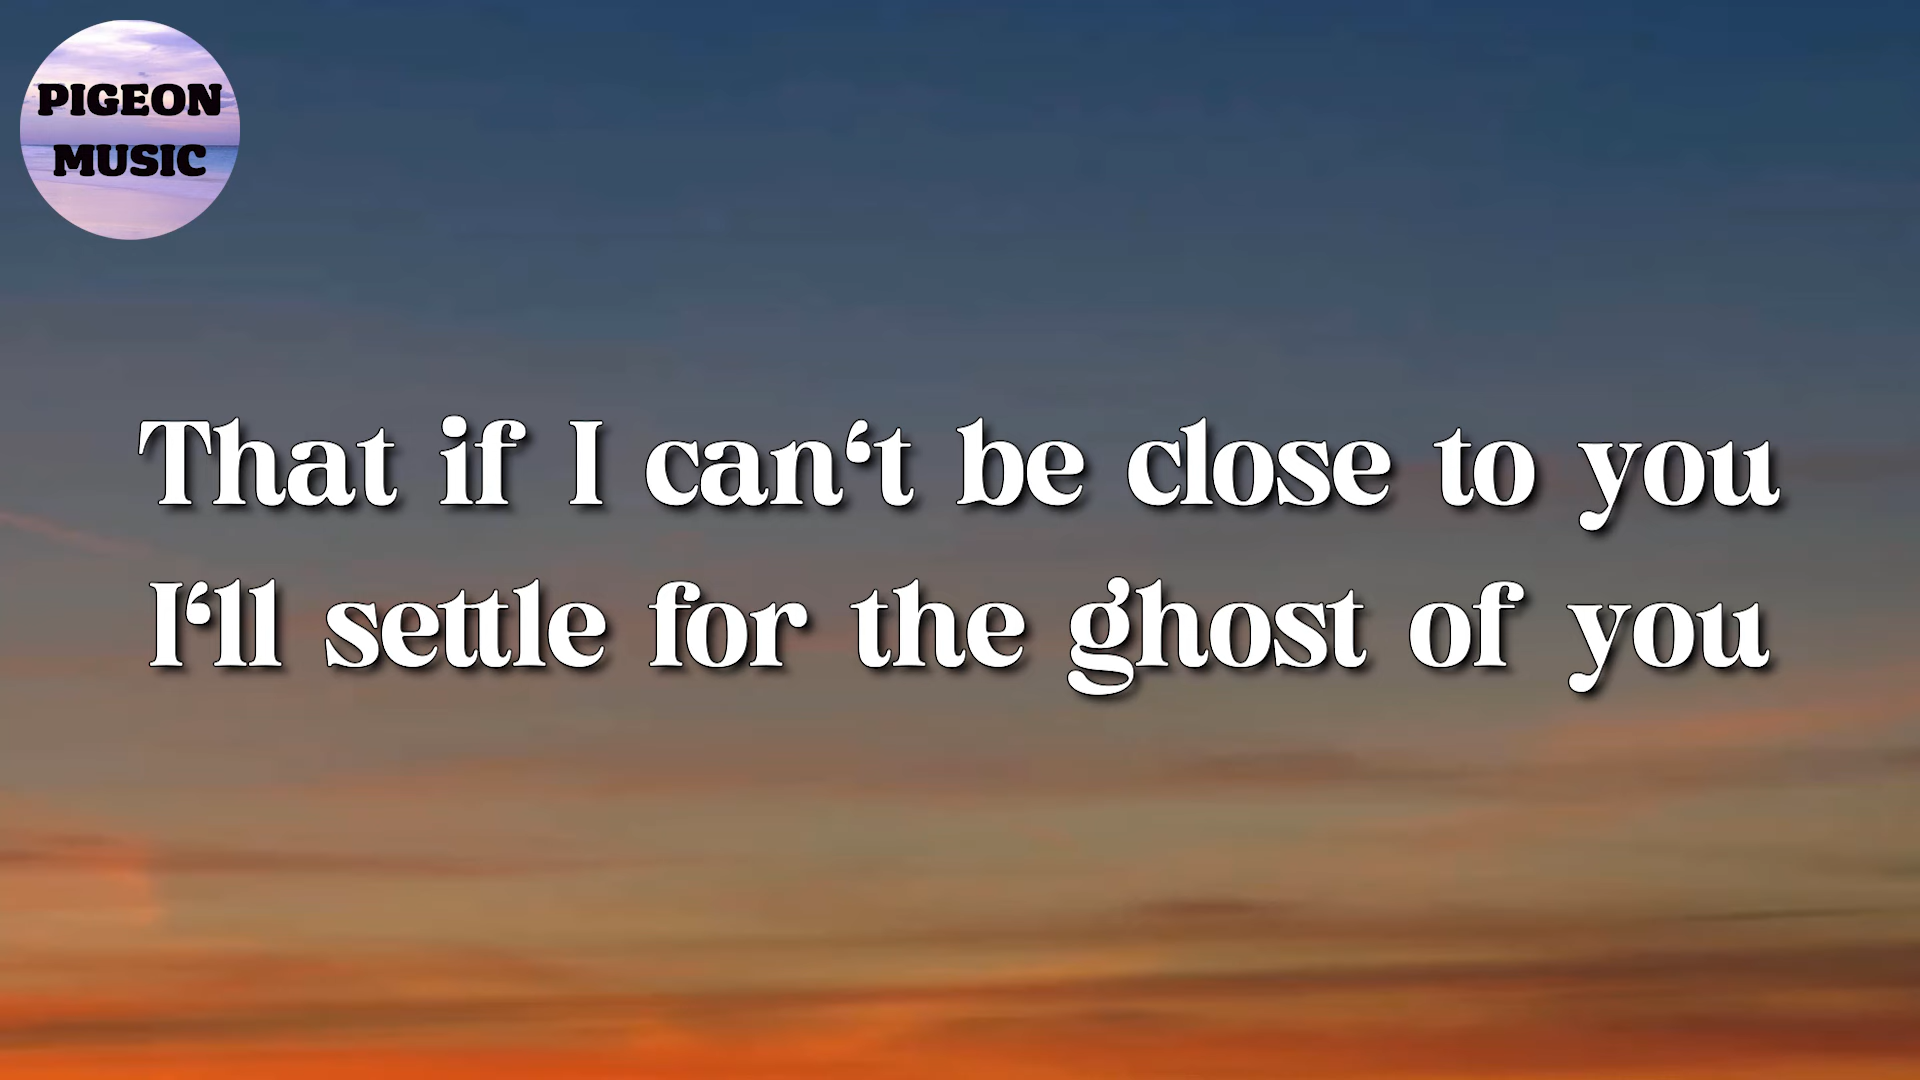 PIGEON
MUSIC
That if I can‘t be close to you
I‘ll settle for the ghost of you